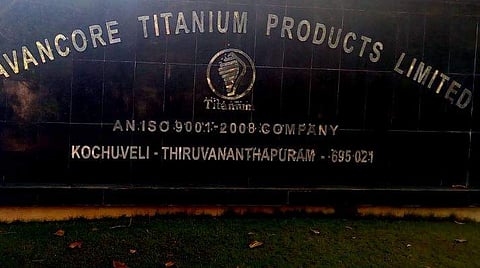 AVANCORE TITANIUM PRODUCTS LIMITED
Titanium
AN ISO 9001-2008 COMPANY
KOCHUVELI - THIRUVANANTHAPURAM - 695 021